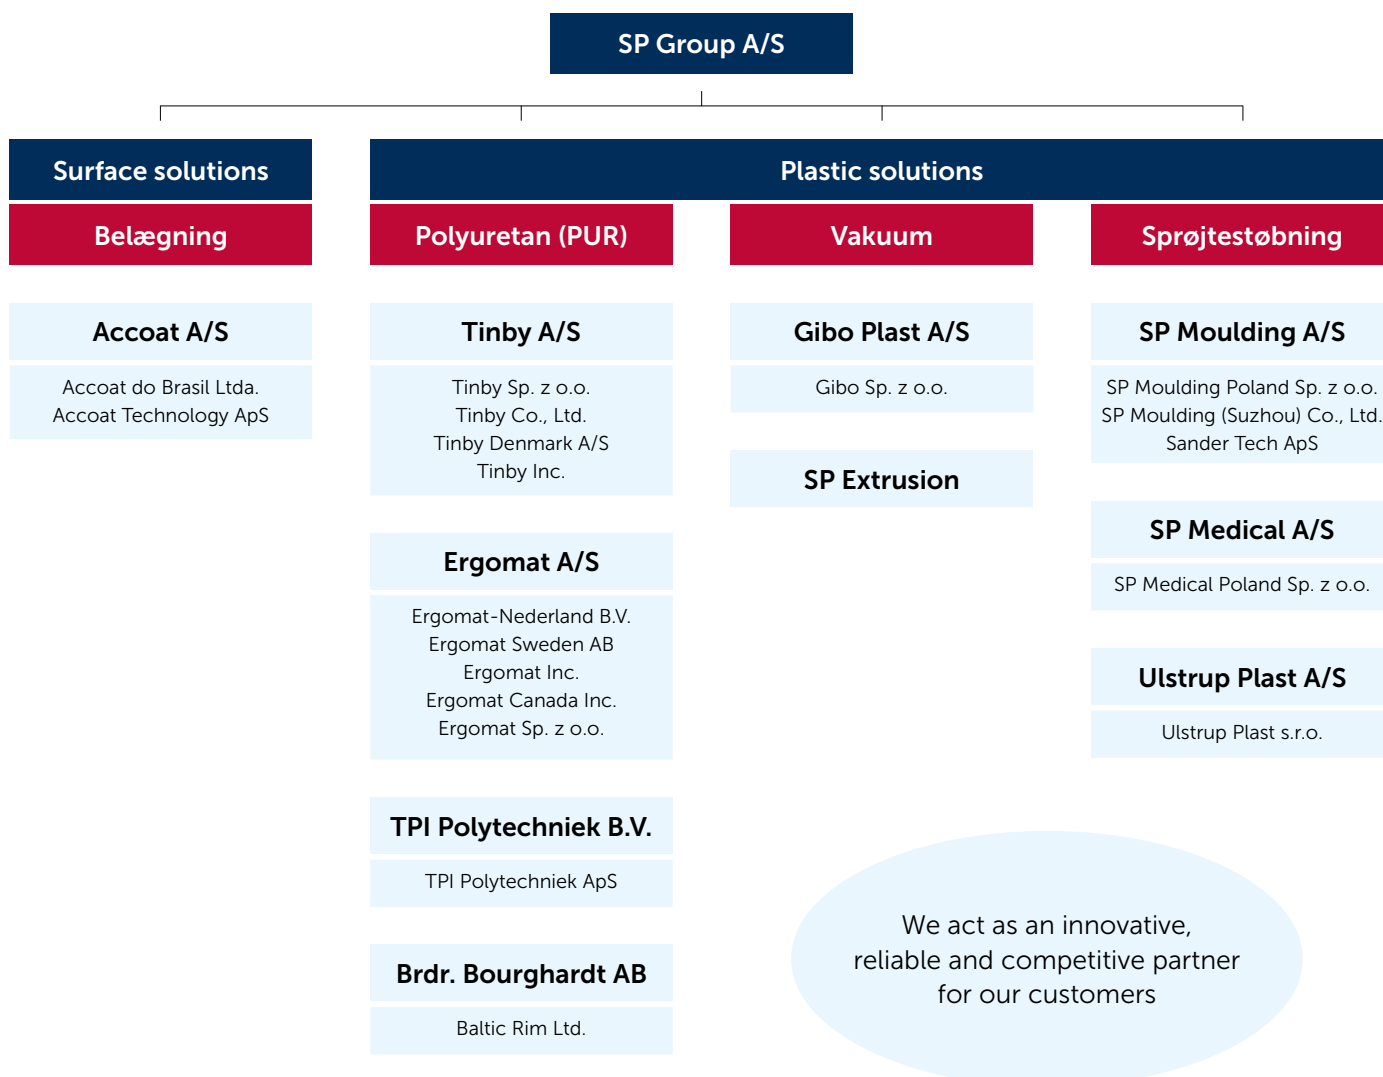 SP Group A/S
Surface solutions
Plastic solutions
Belægning
Polyuretan (PUR)
Vakuum
Sprøjtestøbning
Accoat A/S
Accoat do Brasil Ltda.
Accoat Technology ApS
Tinby A/S
Tinby Sp. z o.o.
Tinby Co., Ltd.
Tinby Denmark A/S
Tinby Inc.
Ergomat A/S
Ergomat-Nederland B.V.
Ergomat Sweden AB
Ergomat Inc.
Ergomat Canada Inc.
Ergomat Sp. z o.o.
TPI Polytechniek B.V.
TPI Polytechniek ApS
Brdr. Bourghardt AB
Baltic Rim Ltd.
Gibo Plast A/S
Gibo Sp. z o.o.
SP Extrusion
SP Moulding A/S
SP Moulding Poland Sp. z o.o.
SP Moulding (Suzhou) Co., Ltd.
Sander Tech ApS
SP Medical A/S
SP Medical Poland Sp. z o.o.
Ulstrup Plast A/S
Ulstrup Plast s.r.o.
We act as an innovative,
reliable and competitive partner
for our customers